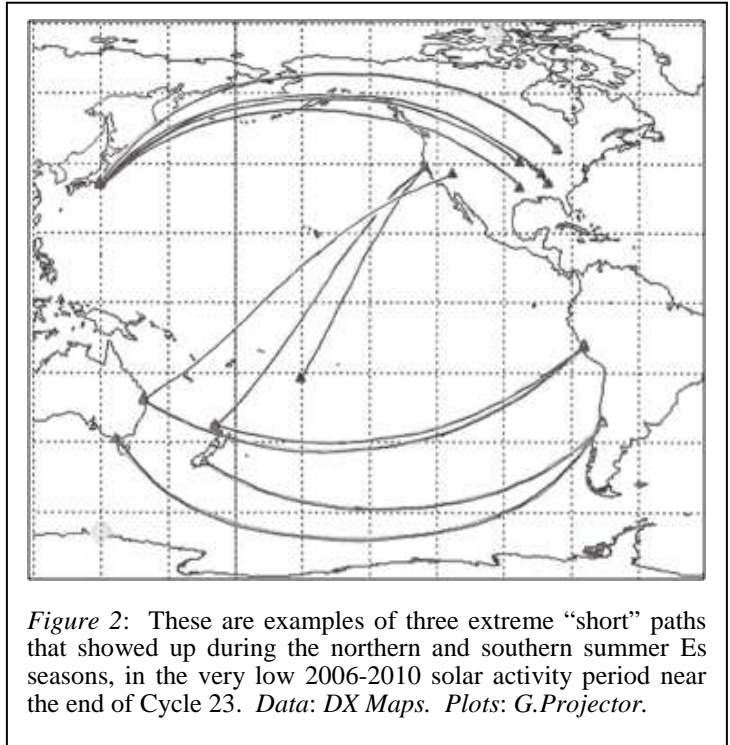 Figure 2: These are examples of three extreme “short” paths
that showed up during the northern and southern summer Es
seasons, in the very low 2006-2010 solar activity period near
the end of Cycle 23. Data: DX Maps. Plots: G.Projector.